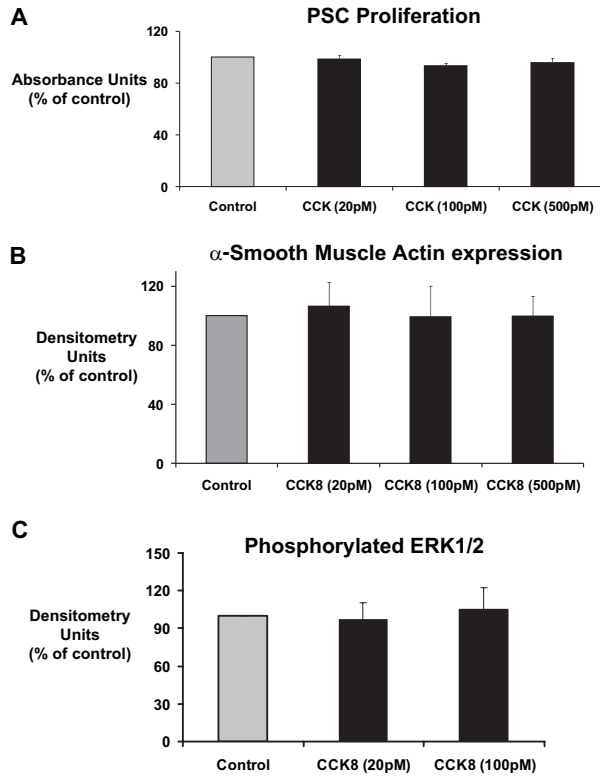 A
PSC Proliferation
Absorbance Units
(% of control)
120
80
40
0
Control CCK (20pM) CCK (100pM) CCK (500pM)
B
α-Smooth Muscle Actin expression
Densitometry
Units
(% of control)
120
80
40
0
Control CCK8 (20pM) CCK8 (100pM) CCK8 (500pM)
C
Phosphorylated ERK1/2
Densitometry
Units
(% of control)
150
120
90
60
30
0
Control CCK8 (20pM) CCK8 (100pM)